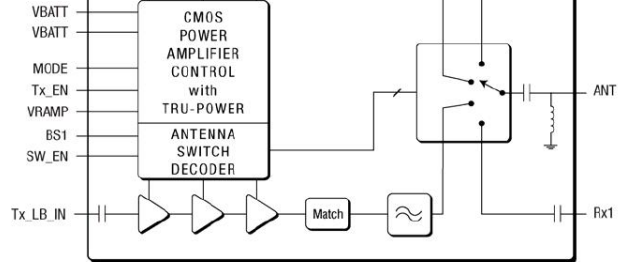 VBATT
VBATT
MODE
Tx_EN
VRAMP
BS1
SW_EN
Tx_LB_IN
CMOS
POWER
AMPLIFIER
CONTROL
with
TRU-POWER
ANTENNA
SWITCH
DECODER
Match
ANT
Rx1